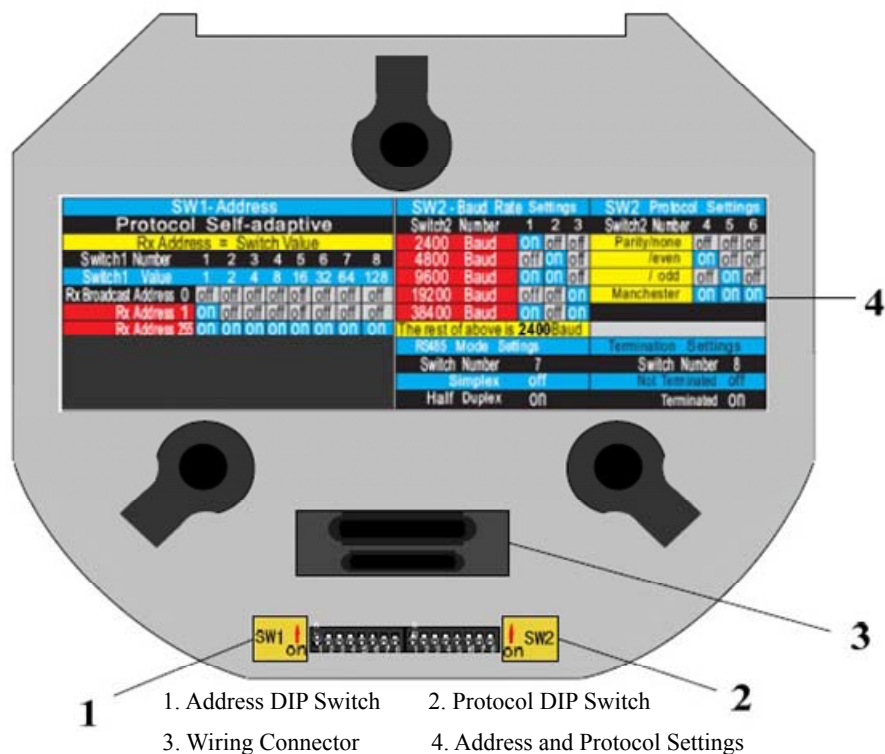 SW1-Address
Protocol Self-adaptive
Rx Address = Switch Value
Switch1 Number 1 2 3 4 5 6 7 8
Switch1 Value 1 2 4 8 16 32 64 128
Rx Broadcast Address 0 off off off off off off off off
Rx Address 1 on off off off off off off off
Rx Address 255 on on on on on on on on
SW2-Baud Rate Settings
Switch2 Number 1 2 3
2400 Baud on off off
4800 Baud off on off
9600 Baud on on off
19200 Baud off off on
38400 Baud on off on
The rest of above is 2400Baud
SW2 Protocol Settings
Switch2 Number 4 5 6
Parity/none off off off
/even on off off
/ odd off on off
Manchester on on on
RS485 Mode Settings
Switch Number 7
Simplex off
Half Duplex on
Termination Settings
Switch Number 8
Not Terminated off
Terminated on
4
3
SW1 on
on SW2
1
2
1. Address DIP Switch 2. Protocol DIP Switch
3. Wiring Connector 4. Address and Protocol Settings